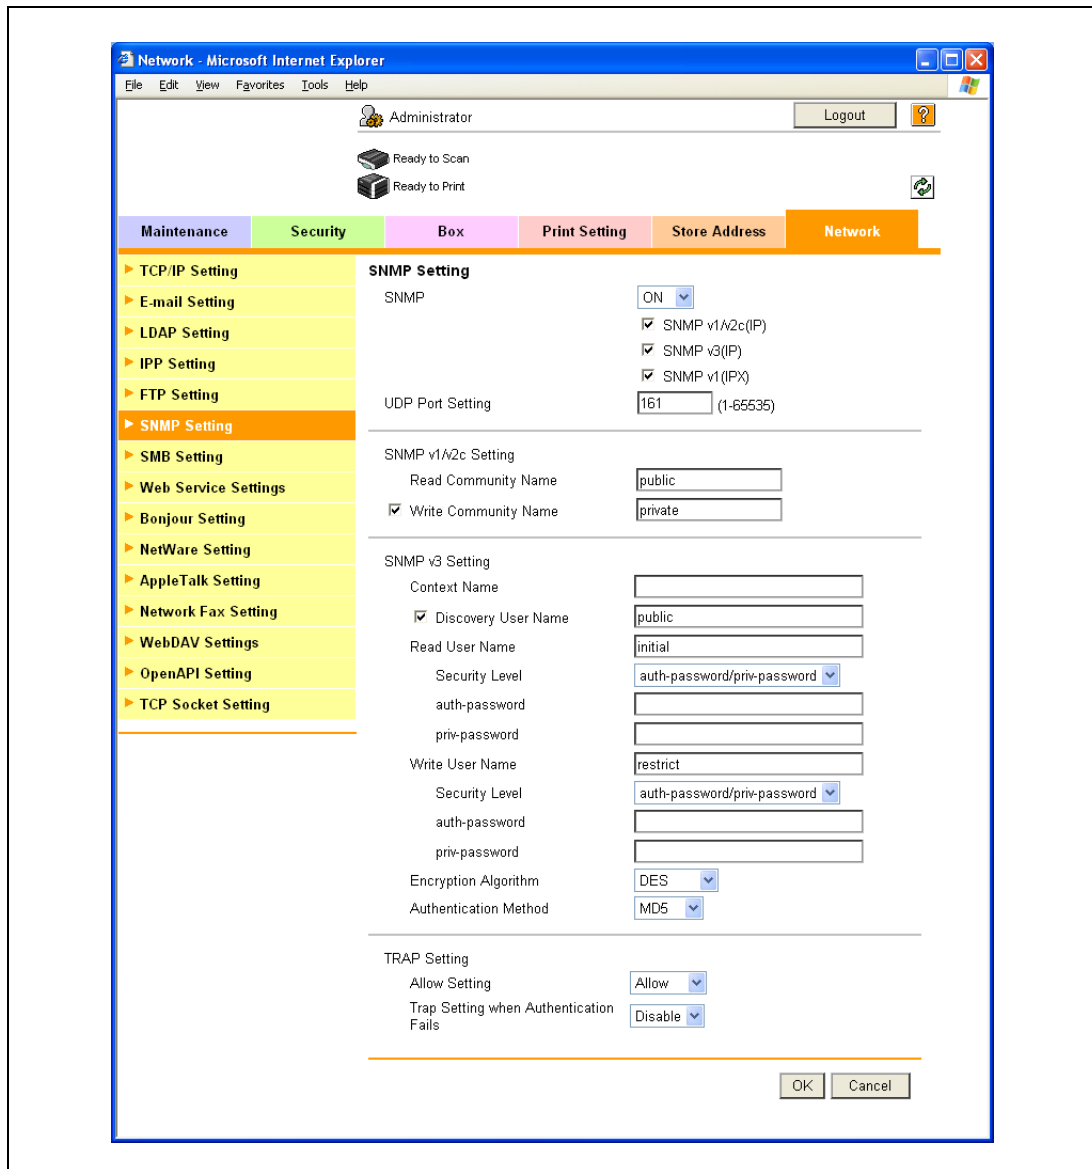 Network - Microsoft Internet Explorer
File Edit View Favorites Tools Help
Administrator Logout ?
Ready to Scan
Ready to Print
Maintenance Security Box Print Setting Store Address Network
TCP/IP Setting
E-mail Setting
LDAP Setting
IPP Setting
FTP Setting
SNMP Setting
SMB Setting
Web Service Settings
Bonjour Setting
NetWare Setting
AppleTalk Setting
Network Fax Setting
WebDAV Settings
OpenAPI Setting
TCP Socket Setting
SNMP Setting
SNMP ON
SNMP v1/v2c(IP)
SNMP v3(IP)
SNMP v1(IPX)
UDP Port Setting 161 (1-65535)
SNMP v1/v2c Setting
Read Community Name public
Write Community Name private
SNMP v3 Setting
Context Name
Discovery User Name public
Read User Name initial
Security Level auth-password/priv-password
auth-password
priv-password
Write User Name restrict
Security Level auth-password/priv-password
auth-password
priv-password
Encryption Algorithm DES
Authentication Method MD5
TRAP Setting
Allow Setting Allow
Trap Setting when Authentication
Fails Disable
OK Cancel